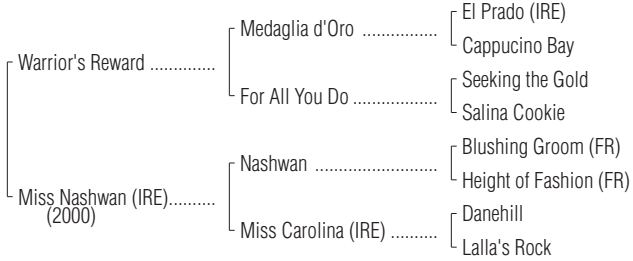 El Prado (IRE)
Medaglia d'Oro ................
Cappucino Bay
Warrior's Reward ..............
Seeking the Gold
For All You Do ..................
Salina Cookie
Blushing Groom (FR)
Nashwan ..........................
Height of Fashion (FR)
Miss Nashwan (IRE)..........
(2000)
Danehill
Miss Carolina (IRE) ..........
Lalla's Rock